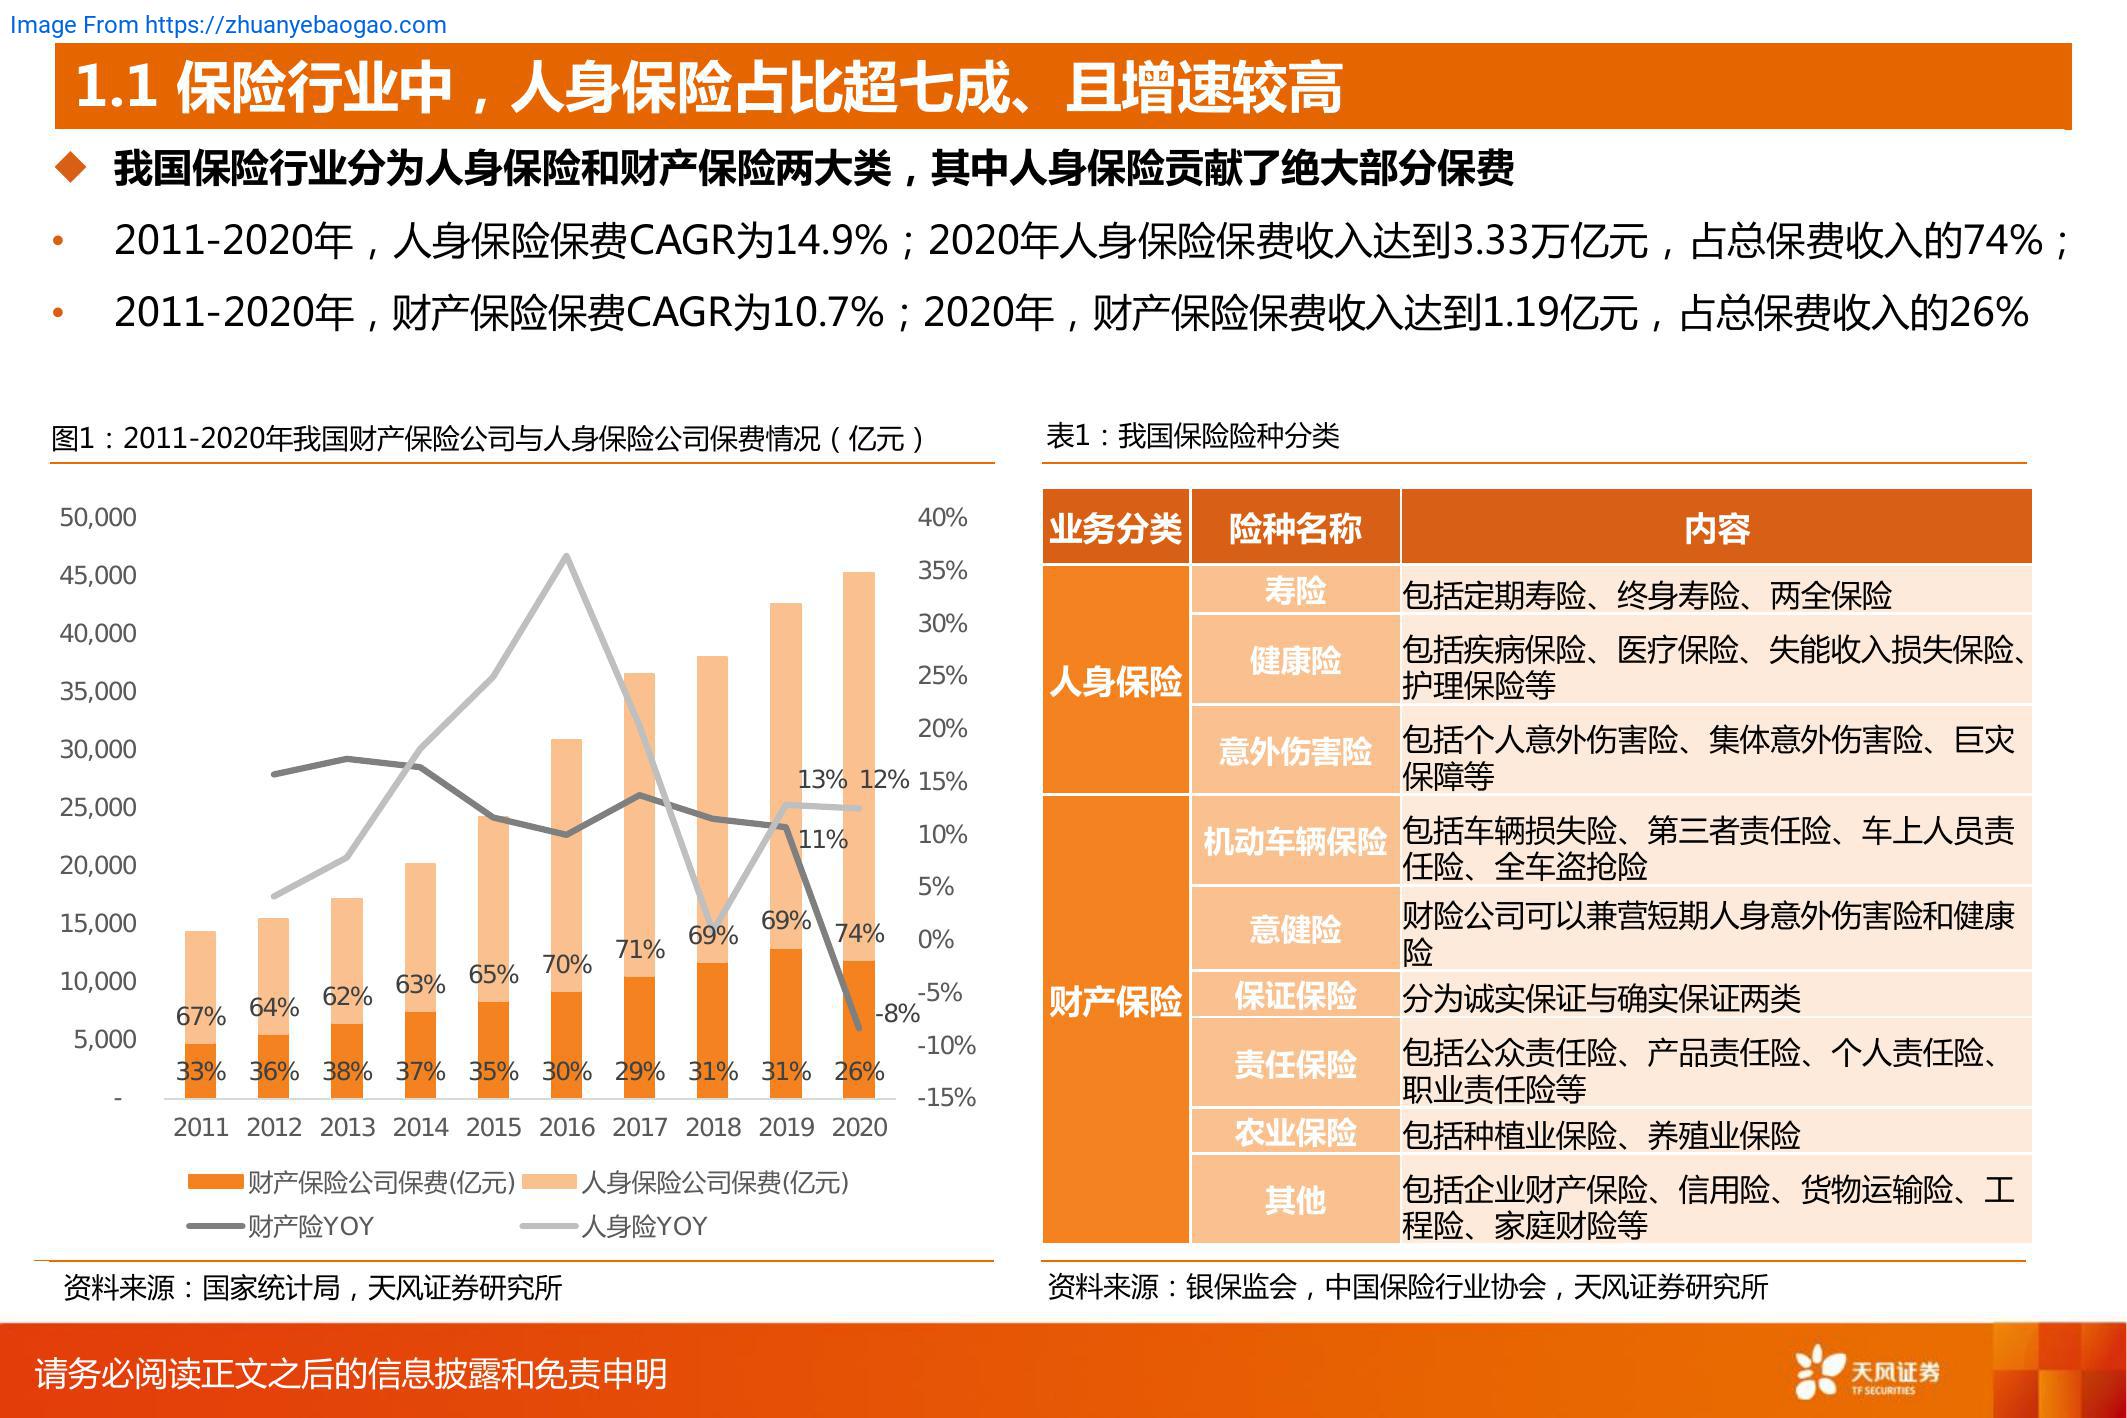 Image From https://zhuanyebaogao.com
1.1 保险行业中，人身保险占比超七成、且增速较高
我国保险行业分为人身保险和财产保险两大类，其中人身保险贡献了绝大部分保费
• 2011-2020年，人身保险保费CAGR为14.9%；2020年人身保险保费收入达到3.33万亿元，占总保费收入的74%；
• 2011-2020年，财产保险保费CAGR为10.7%；2020年，财产保险保费收入达到1.19亿元，占总保费收入的26%
图1：2011-2020年我国财产保险公司与人身保险公司保费情况（亿元）
50,000
45,000
40,000
35,000
30,000
25,000
20,000
15,000
10,000
5,000
-
40%
35%
30%
25%
20%
15%
10%
5%
0%
-5%
-10%
-15%
13% 12%
11%
-8%
67% 64% 62% 63% 65% 70% 71% 69% 69% 74%
33% 36% 38% 37% 35% 30% 29% 31% 31% 26%
2011 2012 2013 2014 2015 2016 2017 2018 2019 2020
财产保险公司保费(亿元) 人身保险公司保费(亿元)
财产险YOY 人身险YOY
资料来源：国家统计局，天风证券研究所
表1：我国保险险种分类
业务分类 险种名称 内容
人身保险
寿险 包括定期寿险、终身寿险、两全保险
健康险 包括疾病保险、医疗保险、失能收入损失保险、
护理保险等
意外伤害险 包括个人意外伤害险、集体意外伤害险、巨灾
保障等
财产保险
机动车辆保险 包括车辆损失险、第三者责任险、车上人员责
任险、全车盗抢险
意健险 财险公司可以兼营短期人身意外伤害险和健康
险
保证保险 分为诚实保证与确实保证两类
责任保险 包括公众责任险、产品责任险、个人责任险、
职业责任险等
农业保险 包括种植业保险、养殖业保险
其他 包括企业财产保险、信用险、货物运输险、工
程险、家庭财险等
资料来源：银保监会，中国保险行业协会，天风证券研究所
请务必阅读正文之后的信息披露和免责申明
天风证券
TF SECURITIES